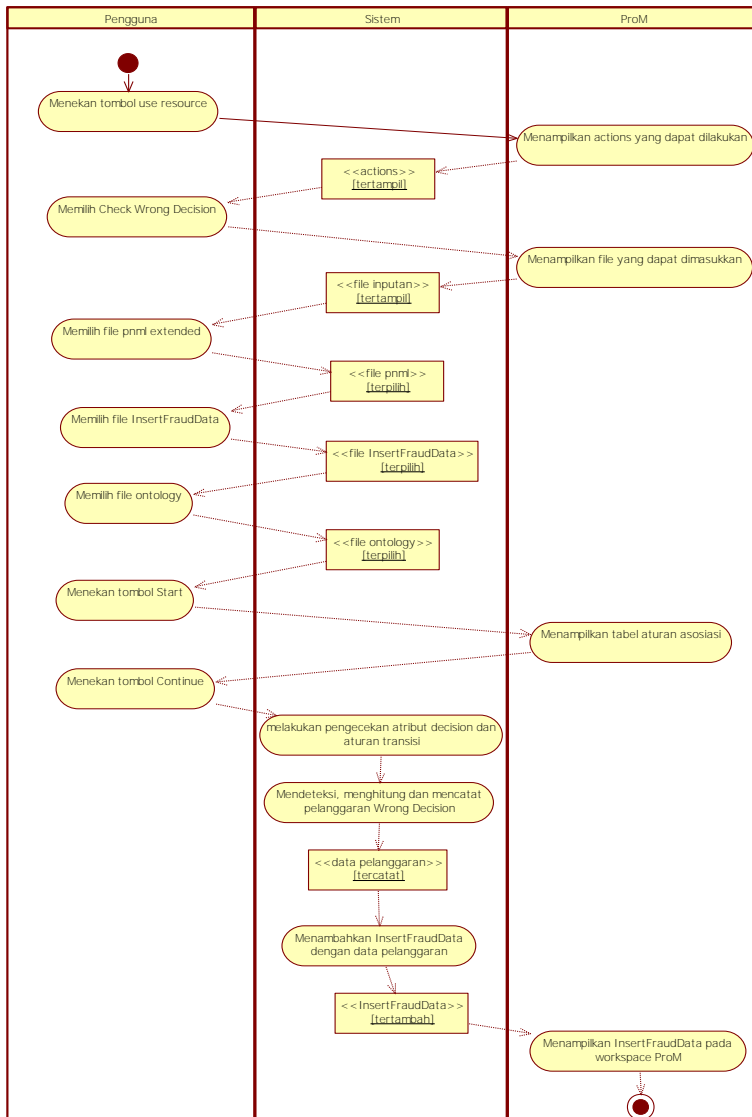 Pengguna
Sistem
ProM
Menekan tombol use resource
Menampilkan actions yang dapat dilakukan
<<actions>>
[tertampil]
Memilih Check Wrong Decision
Menampilkan file yang dapat dimasukkan
<<file inputan>>
[tertampil]
Memilih file pnml extended
<<file pnml>>
[terpilih]
Memilih file InsertFraudData
<<file InsertFraudData>>
[terpilih]
Memilih file ontology
<<file ontology>>
[terpilih]
Menekan tombol Start
Menampilkan tabel aturan asosiasi
Menekan tombol Continue
melakukan pengecekan atribut decision dan
aturan transisi
Mendeteksi, menghitung dan mencatat
pelanggaran Wrong Decision
<<data pelanggaran>>
[tercatat]
Menambahkan InsertFraudData
dengan data pelanggaran
<<InsertFraudData>>
[tertambah]
Menampilkan InsertFraudData pada
workspace ProM